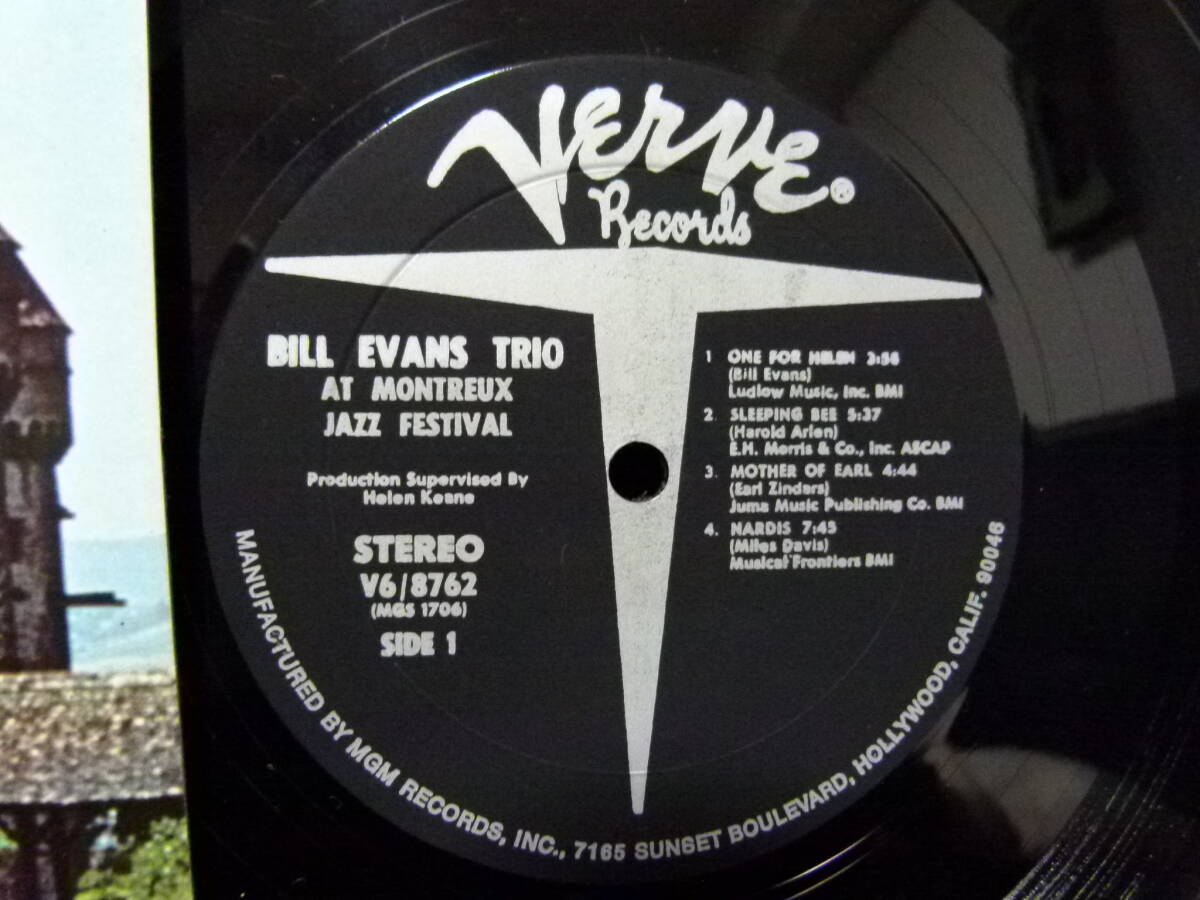 Verve®
Records
BILL EVANS TRIO
AT MONTREUX
JAZZ FESTIVAL
Production Supervised By
Helen Keane
STEREO
V6/8762
(MGS 1706)
SIDE 1
1 ONE FOR HELEN 3:56
(Bill Evans)
Ludlow Music, Inc. BMI
2. SLEEPING BEE 5:37
(Harold Arlen)
E.H. Morris & Co., Inc. ASCAP
3. MOTHER OF EARL 4:44
(Earl Zinders)
Juma Music Publishing Co. BMI
4. NARDIS 7:45
(Miles Davis)
Musical Frontiers BMI
MANUFACTURED BY MGM RECORDS, INC., 7165 SUNSET BOULEVARD, HOLLYWOOD, CALIF. 90046